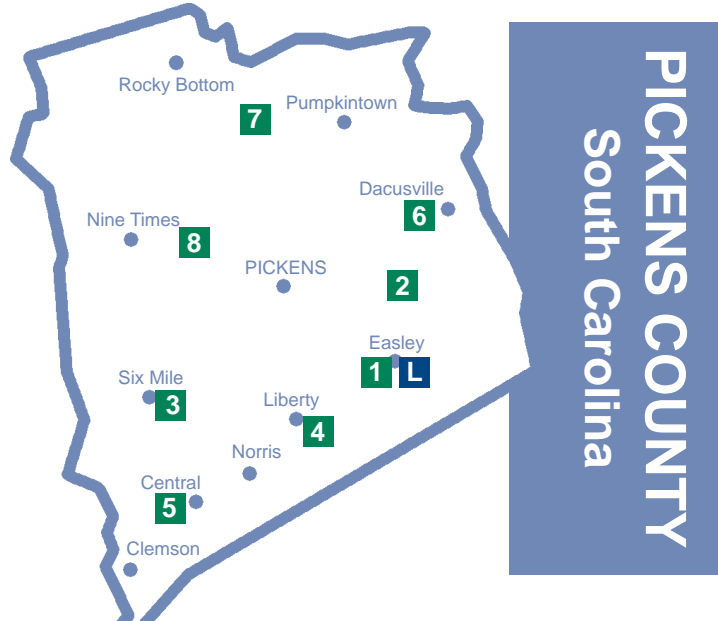 Rocky Bottom
Pumpkintown
7
Dacusville
6
Nine Times
8
PICKENS
2
Easley
1 L
Six Mile
3
Liberty
4
Norris
Central
5
Clemson
PICKENS COUNTY
South Carolina